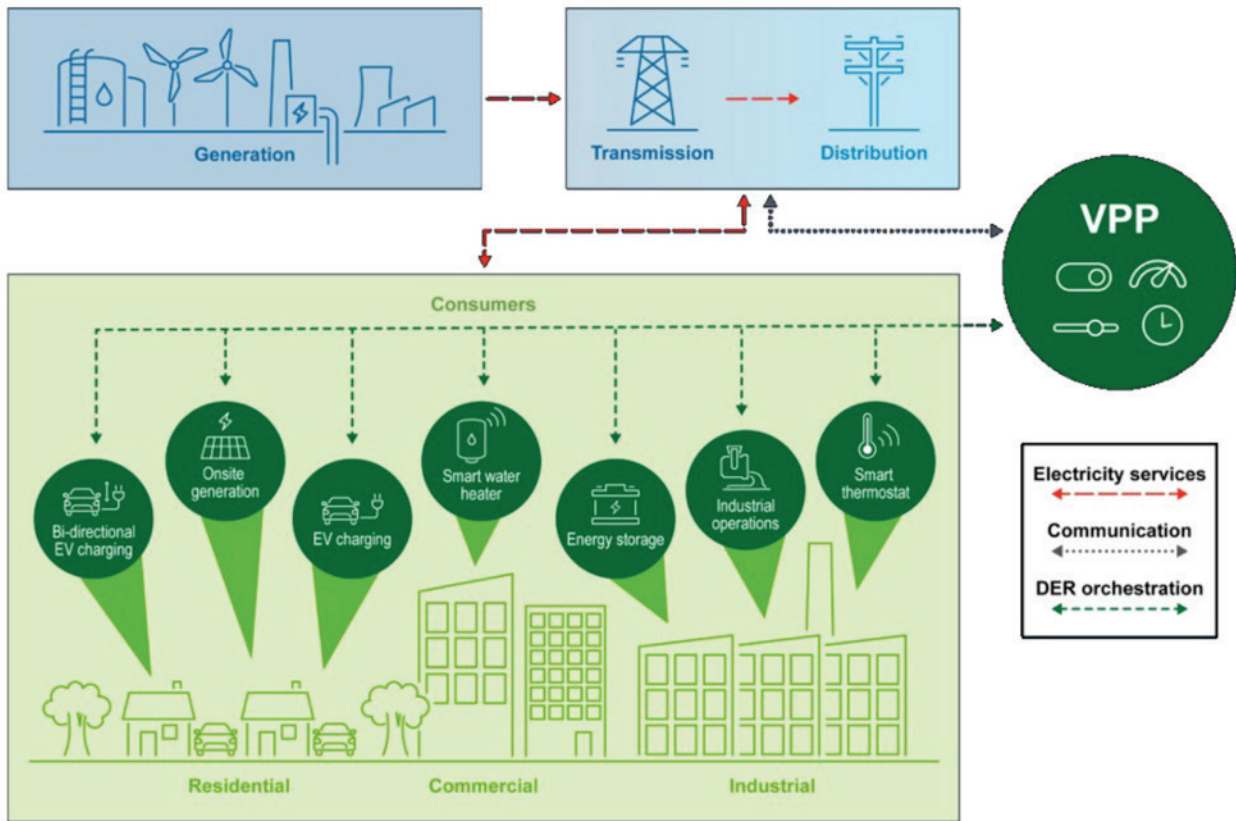 Generation
Transmission
Distribution
VPP
Consumers
Bi-directional
EV charging
Onsite
generation
EV charging
Smart water
heater
Energy storage
Industrial
operations
Smart
thermostat
Residential
Commercial
Industrial
Electricity services
Communication
DER orchestration